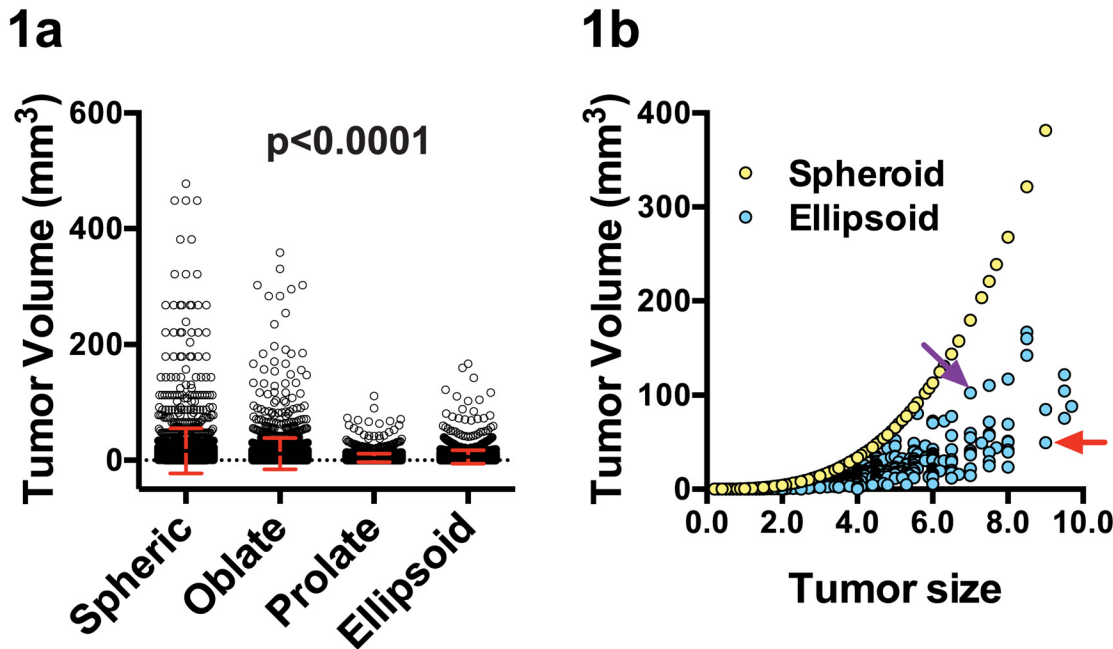 1a
Tumor Volume (mm³)
600
400
200
0
p<0.0001
Spheric
Oblate
Prolate
Ellipsoid
1b
Tumor Volume (mm³)
400
300
200
100
0
Spheroid
Ellipsoid
0.0 2.0 4.0 6.0 8.0 10.0
Tumor size